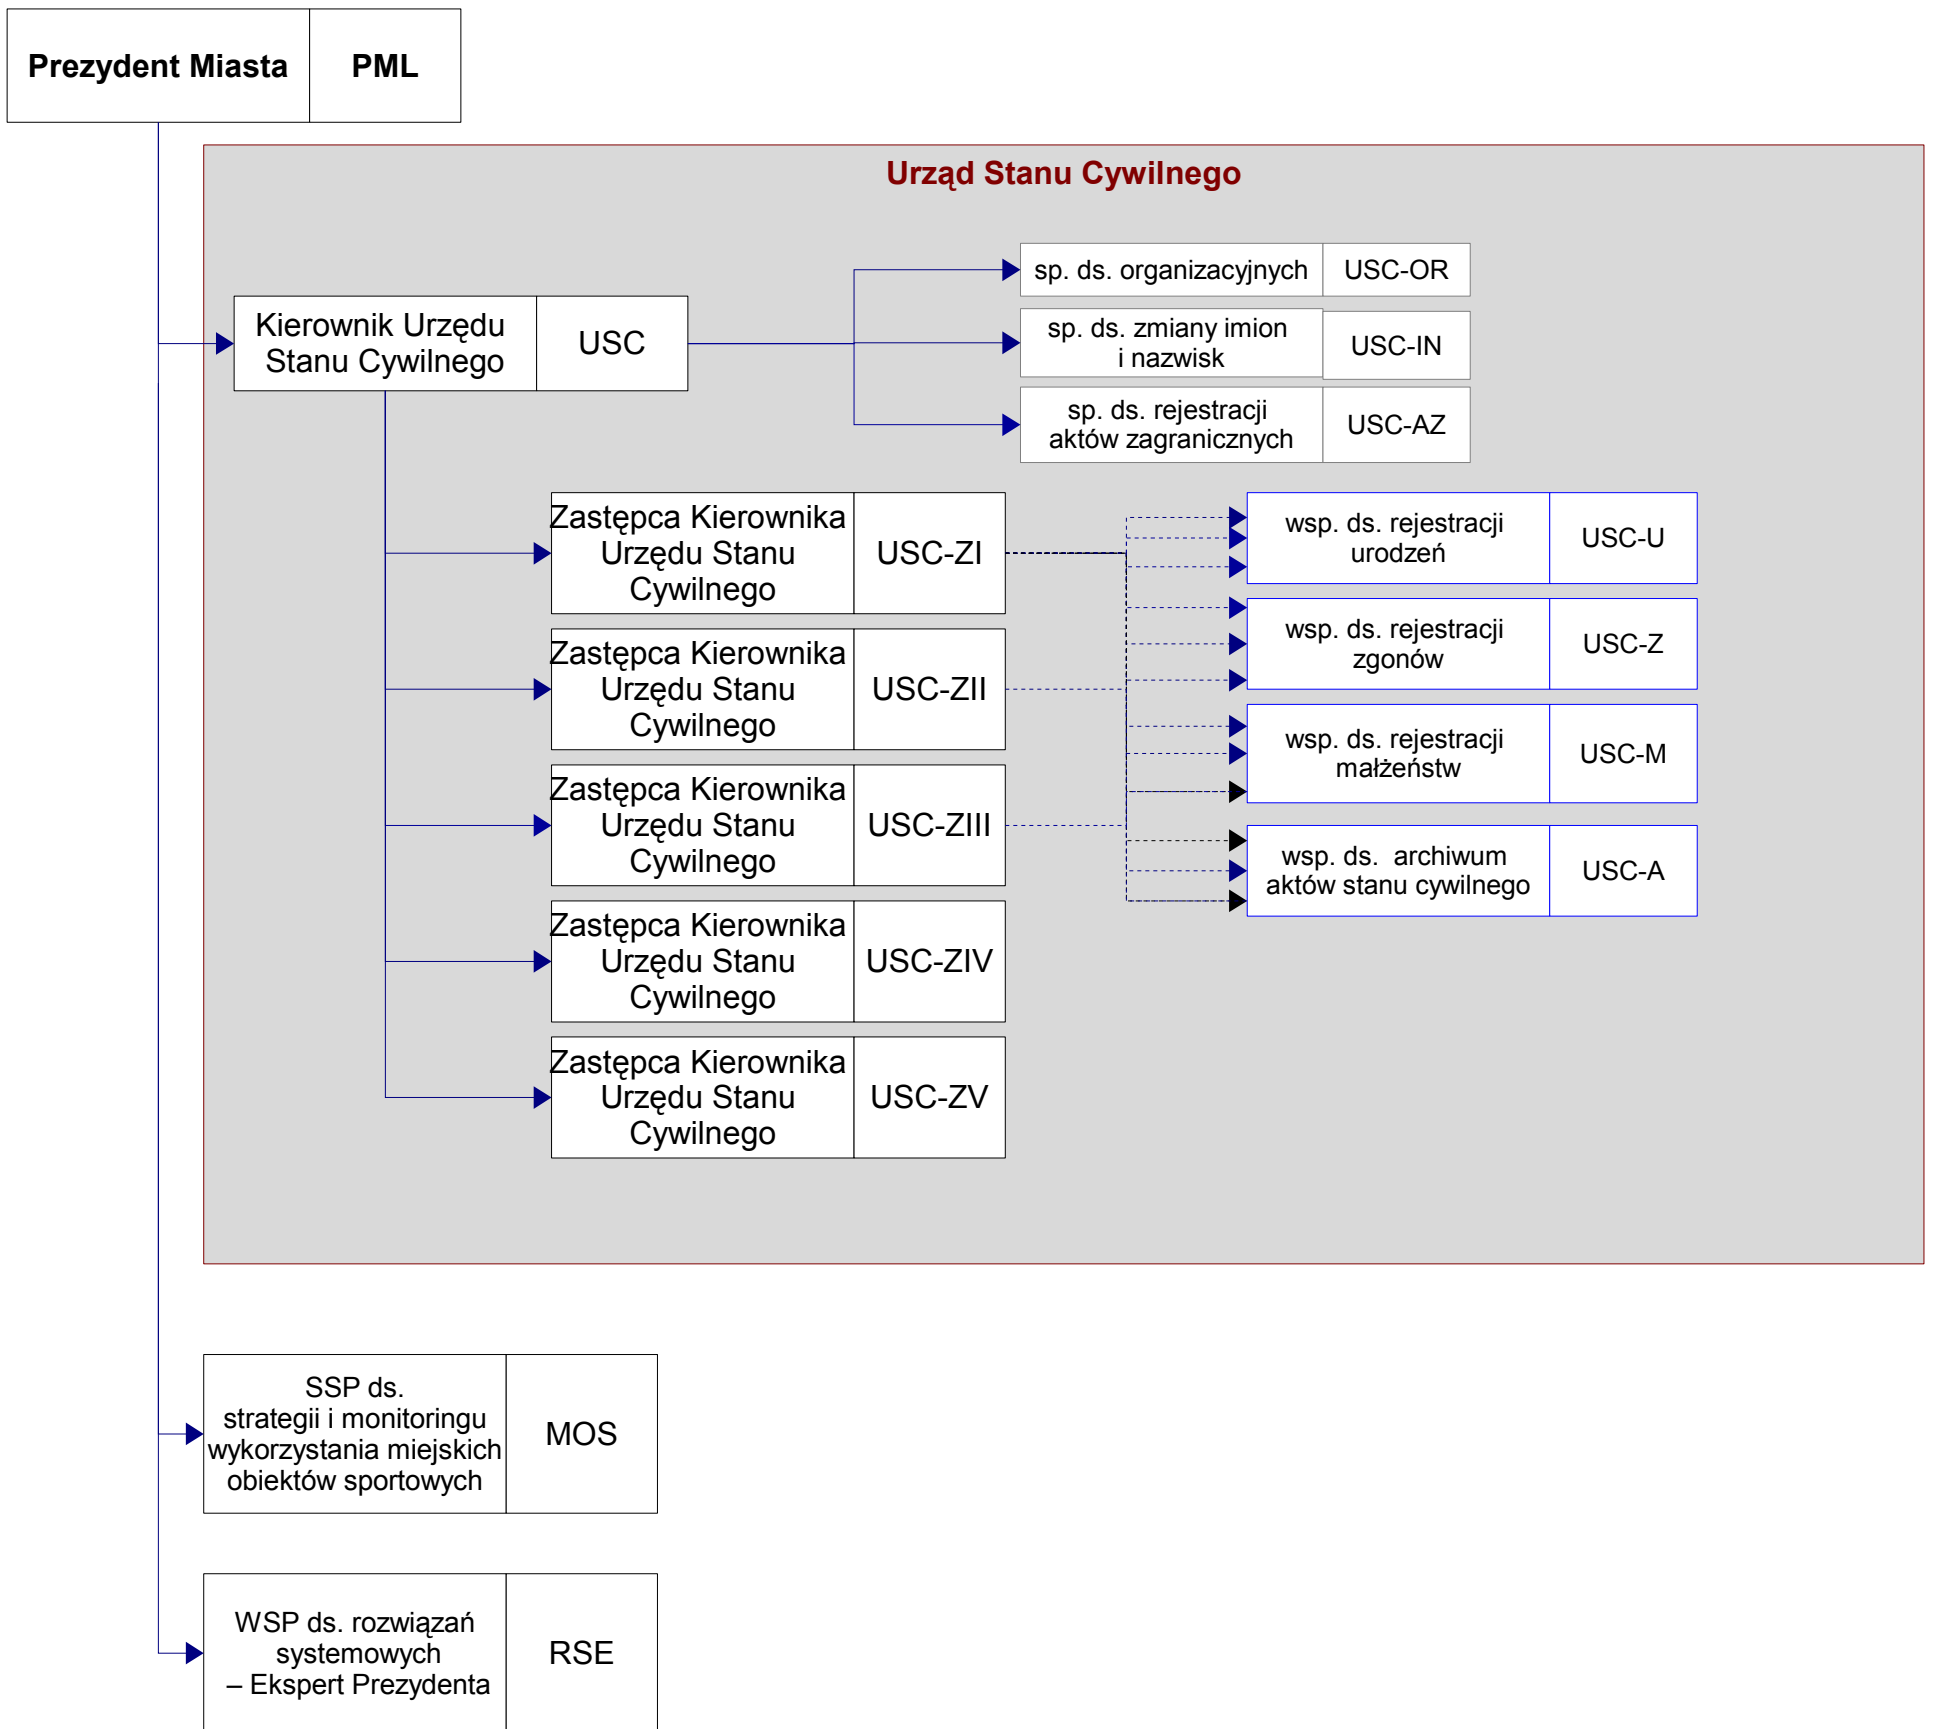 Prezydent Miasta
PML
Urząd Stanu Cywilnego
Kierownik Urzędu
Stanu Cywilnego
USC
sp. ds. organizacyjnych
USC-OR
sp. ds. zmiany imion
i nazwisk
USC-IN
sp. ds. rejestracji
aktów zagranicznych
USC-AZ
Zastępca Kierownika
Urzędu Stanu
Cywilnego
USC-ZI
Zastępca Kierownika
Urzędu Stanu
Cywilnego
USC-ZII
Zastępca Kierownika
Urzędu Stanu
Cywilnego
USC-ZIII
Zastępca Kierownika
Urzędu Stanu
Cywilnego
USC-ZIV
Zastępca Kierownika
Urzędu Stanu
Cywilnego
USC-ZV
wsp. ds. rejestracji
urodzeń
USC-U
wsp. ds. rejestracji
zgonów
USC-Z
wsp. ds. rejestracji
małżeństw
USC-M
wsp. ds. archiwum
aktów stanu cywilnego
USC-A
SSP ds.
strategii i monitoringu
wykorzystania miejskich
obiektów sportowych
MOS
WSP ds. rozwiązań
systemowych
– Ekspert Prezydenta
RSE